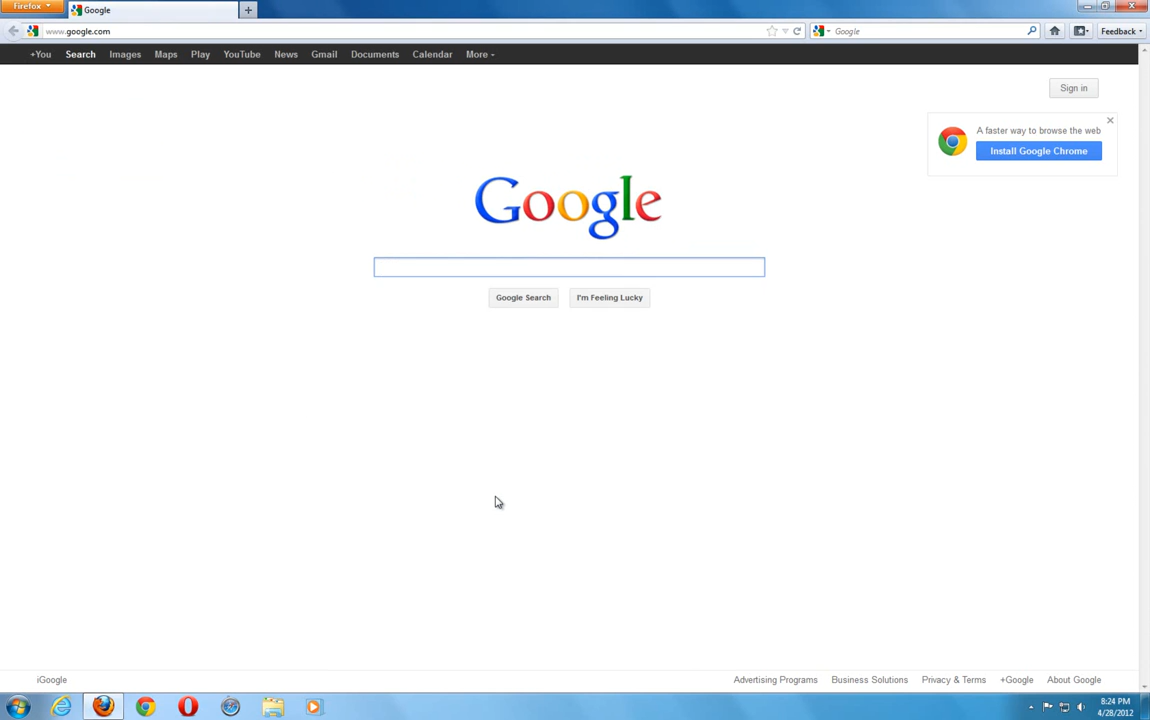 Firefox
Google
www.google.com
Google
Feedback
+You Search Images Maps Play YouTube News Gmail Documents Calendar More
Sign in
A faster way to browse the web
Install Google Chrome
Google
Google Search I'm Feeling Lucky
iGoogle Advertising Programs Business Solutions Privacy & Terms +Google About Google
8:24 PM
4/28/2012